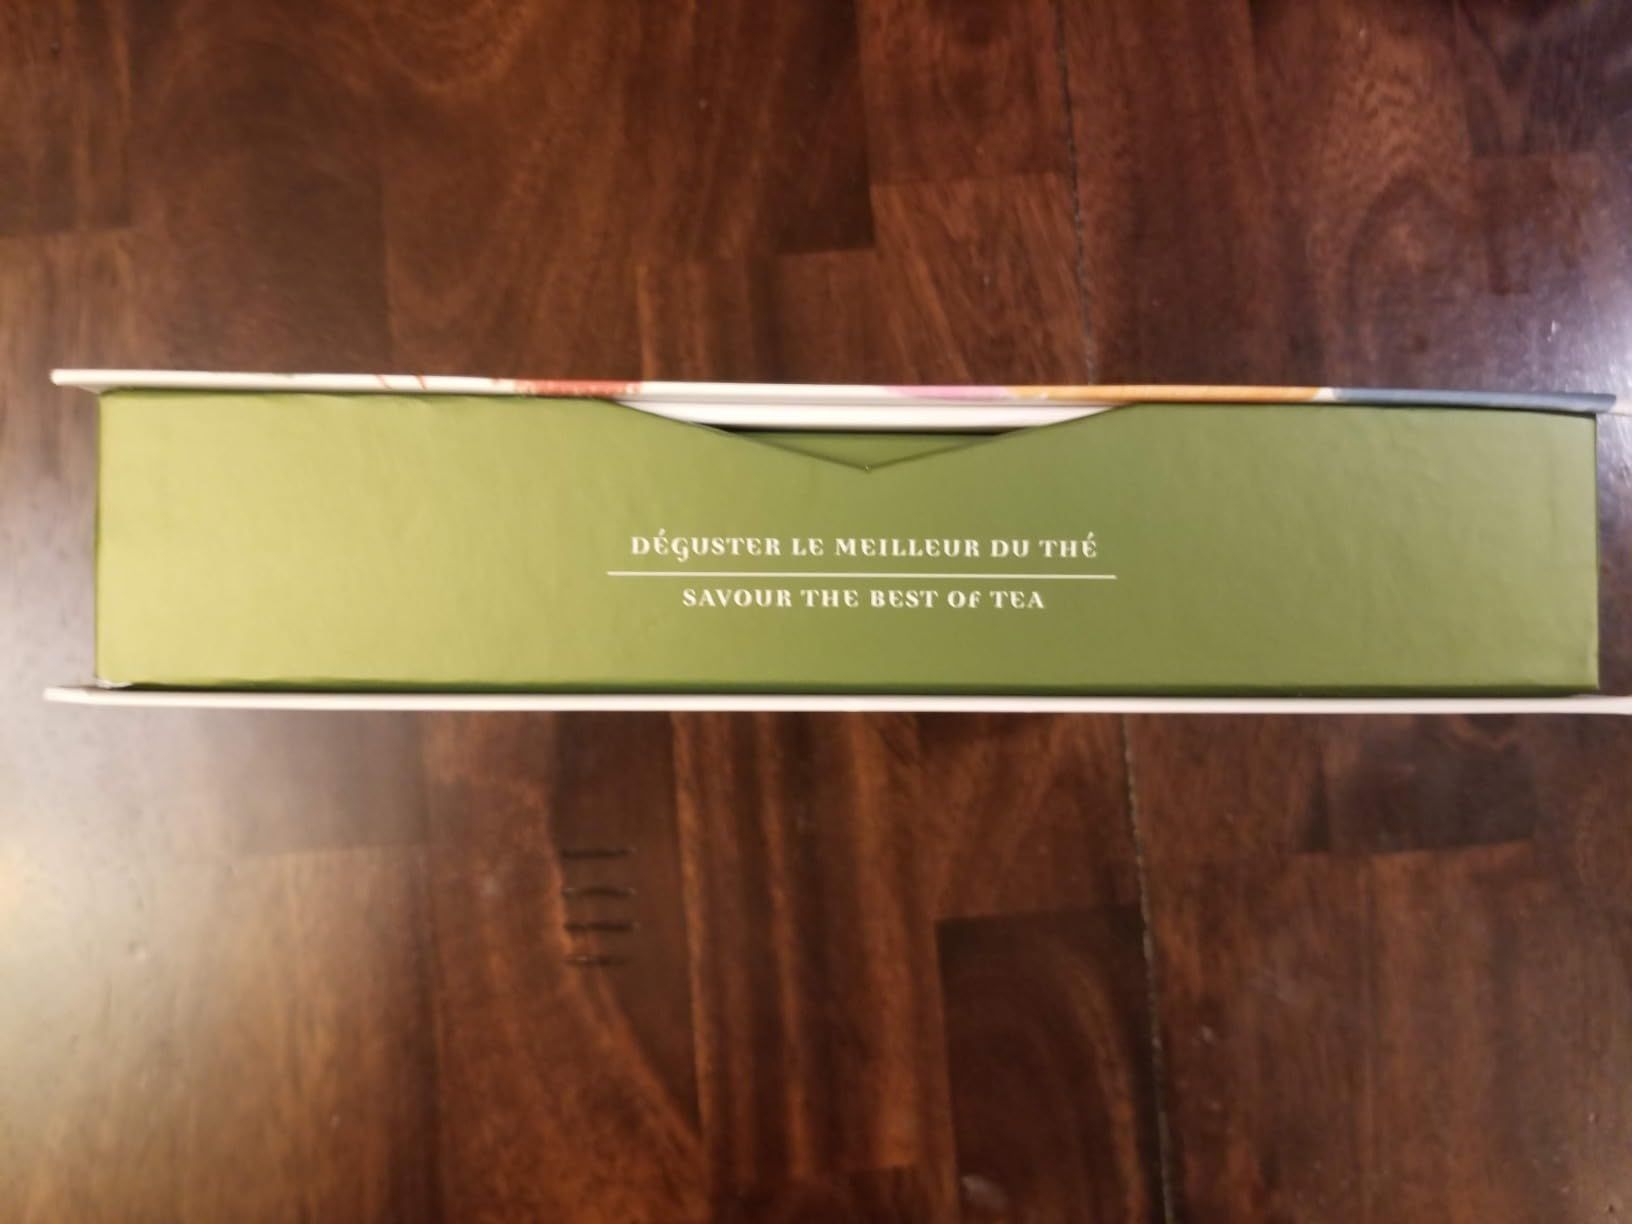 DÉGUSTER LE MEILLEUR DU THÉ
SAVOUR THE BEST OF TEA